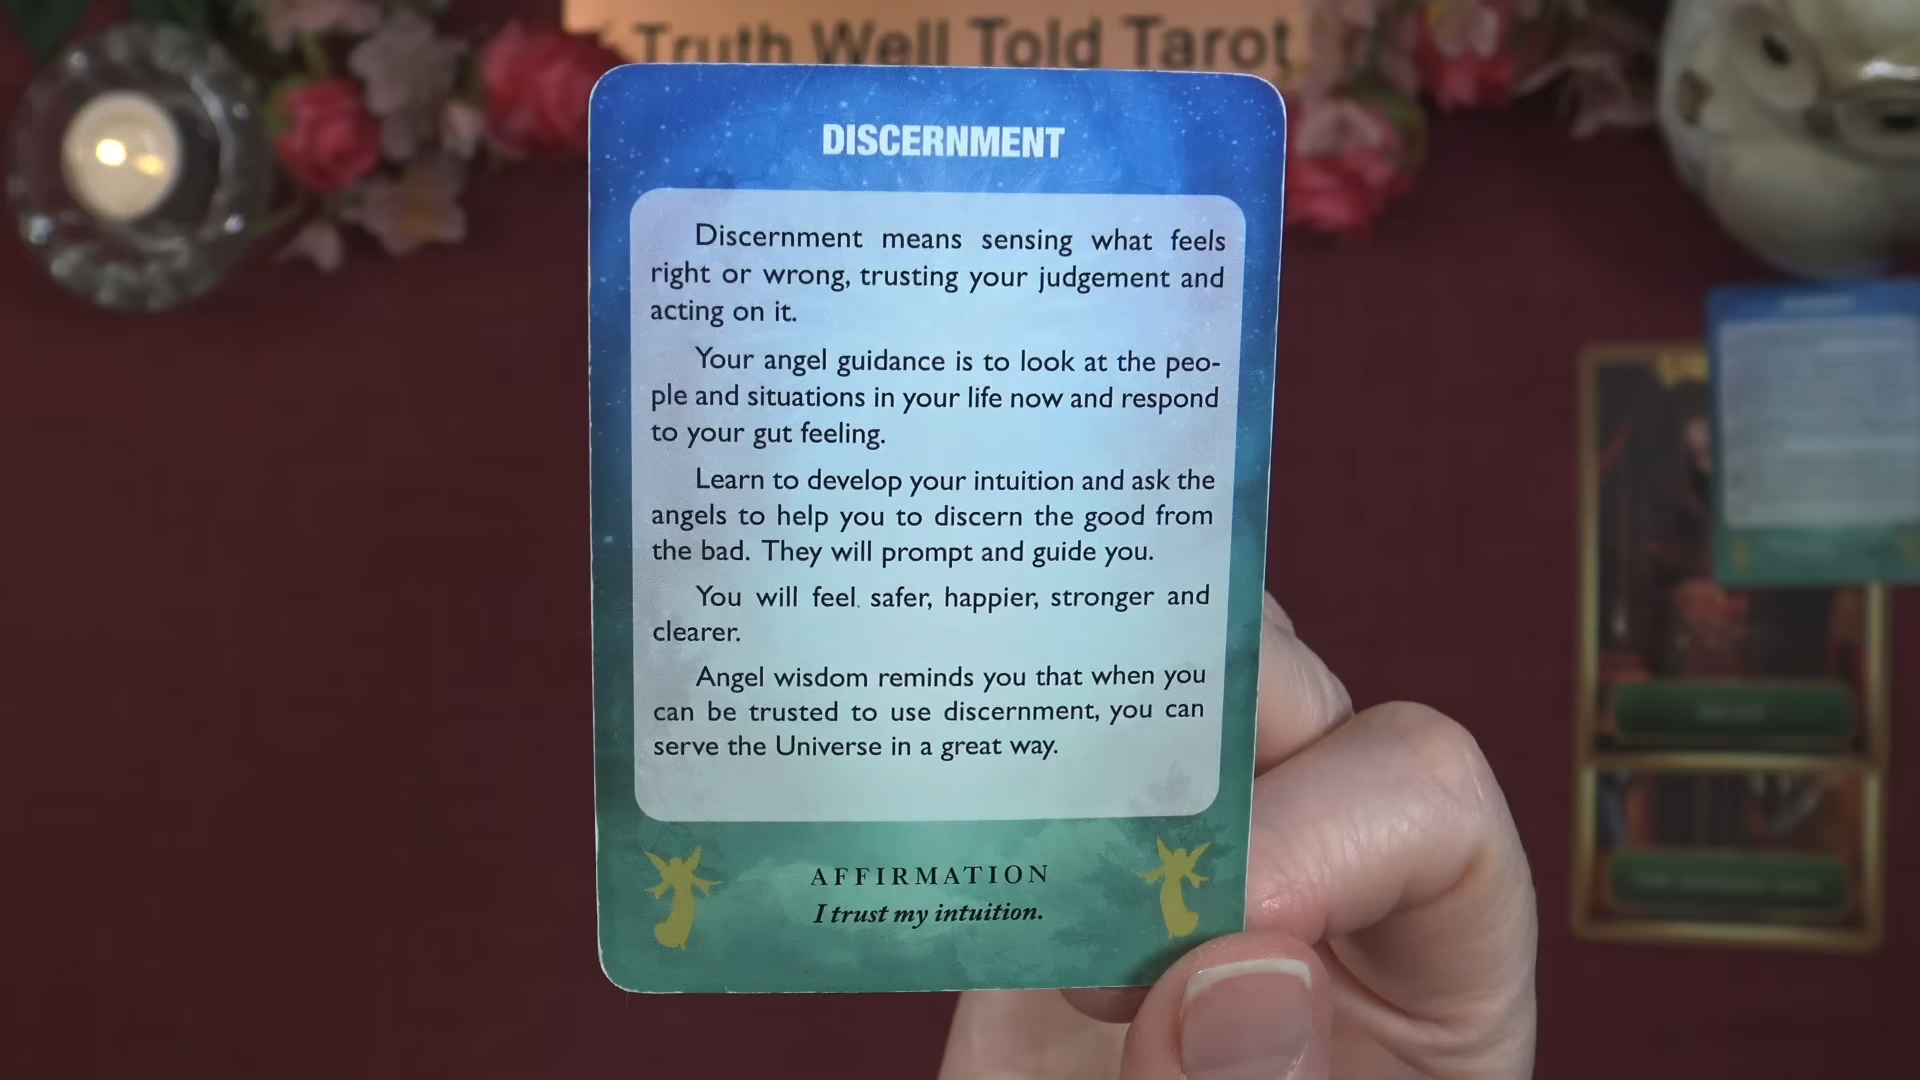 Truth Well Told Tarot
DISCERNMENT
Discernment means sensing what feels
right or wrong, trusting your judgement and
acting on it.
Your angel guidance is to look at the peo-
ple and situations in your life now and respond
to your gut feeling.
Learn to develop your intuition and ask the
angels to help you to discern the good from
the bad. They will prompt and guide you.
You will feel safer, happier, stronger and
clearer.
Angel wisdom reminds you that when you
can be trusted to use discernment, you can
serve the Universe in a great way.
AFFIRMATION
I trust my intuition.